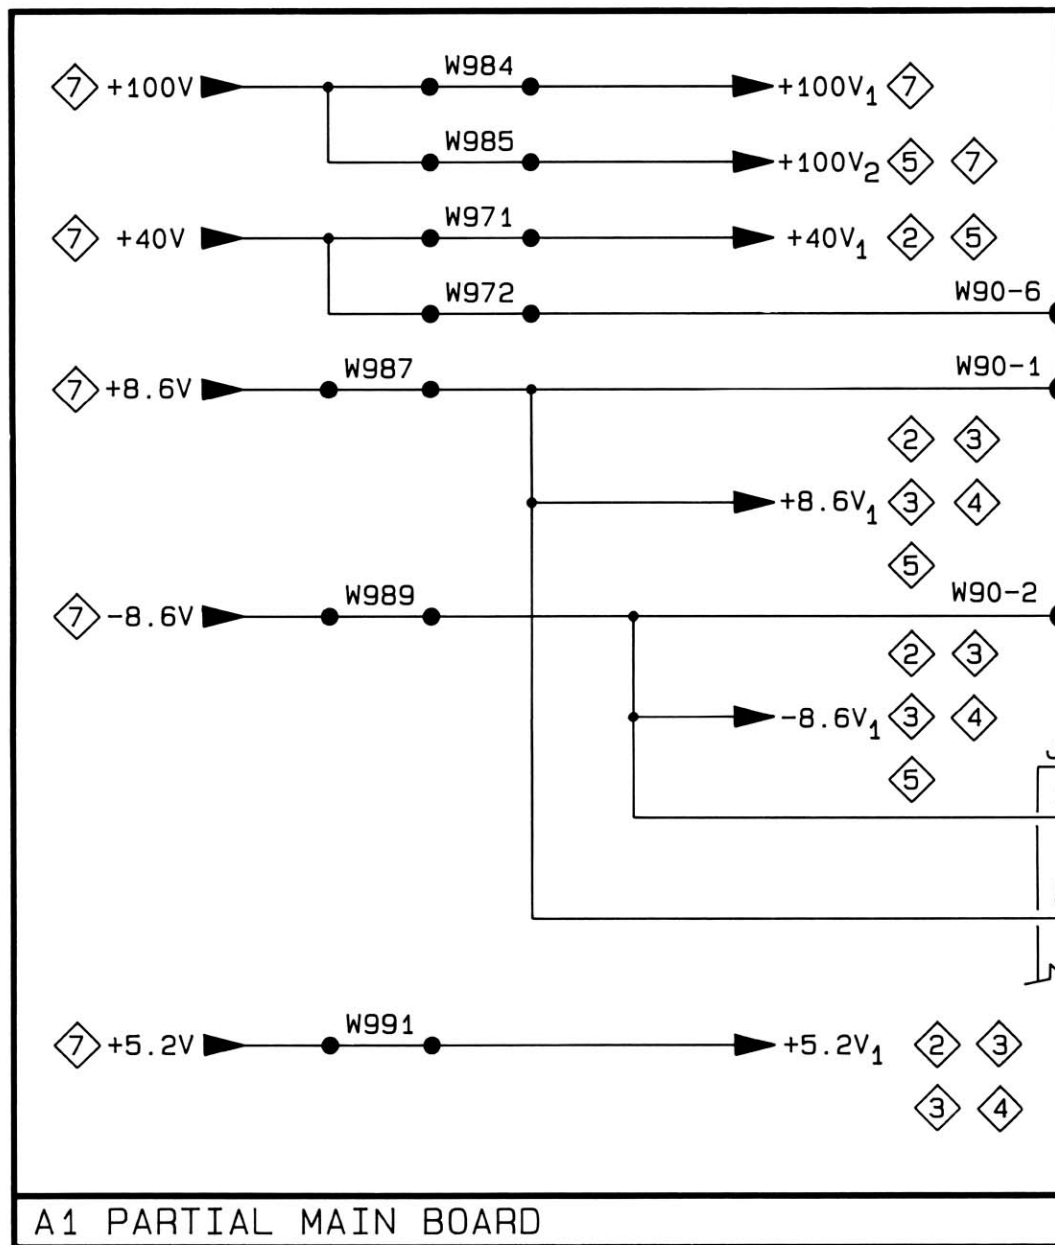 7 +100V W984 +100V1 7
W985 +100V2 5 7
7 +40V W971 +40V1 2 5
W972 W90-6
7 +8.6V W987 W90-1
2 3
+8.6V1 3 4
5
7 -8.6V W989 W90-2
2 3
-8.6V1 3 4
5
7 +5.2V W991 +5.2V1 2 3
3 4
A1 PARTIAL MAIN BOARD